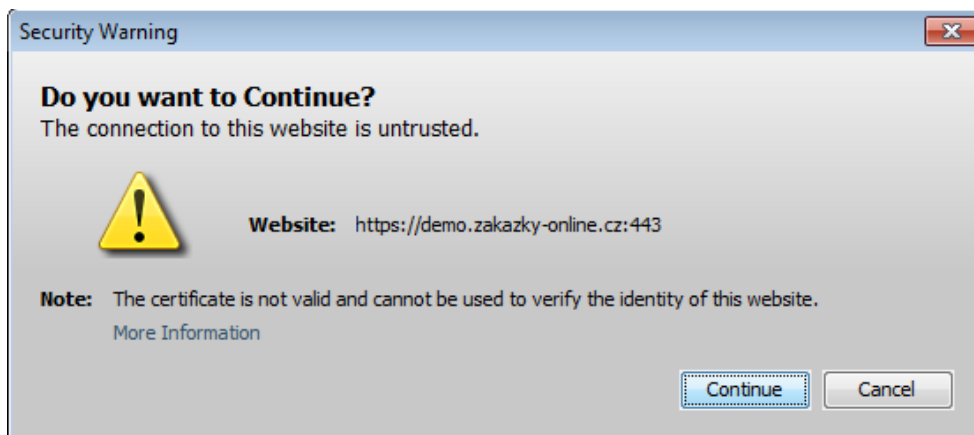 Security Warning
Do you want to Continue?
The connection to this website is untrusted.
Website: https://demo.zakazky-online.cz:443
Note: The certificate is not valid and cannot be used to verify the identity of this website.
More Information
Continue Cancel